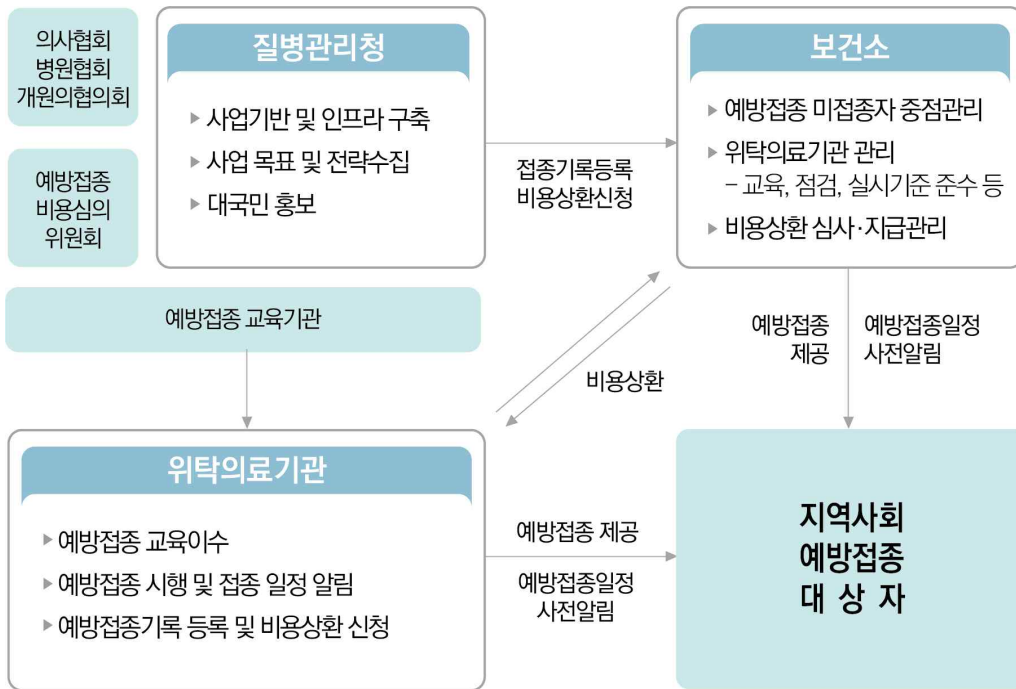 의사협회
병원협회
개원의협의회
예방접종
비용심의
위원회
질병관리청
▶ 사업기반 및 인프라 구축
▶ 사업 목표 및 전략수집
▶ 대국민 홍보
접종기록등록
비용상환신청
보건소
▶ 예방접종 미접종자 중점관리
▶ 위탁의료기관 관리
– 교육, 점검, 실시기준 준수 등
▶ 비용상환 심사·지급관리
예방접종 교육기관
비용상환
예방접종
제공
예방접종일정
사전알림
위탁의료기관
▶ 예방접종 교육이수
▶ 예방접종 시행 및 접종 일정 알림
▶ 예방접종기록 등록 및 비용상환 신청
예방접종 제공
예방접종일정
사전알림
지역사회
예방접종
대 상 자